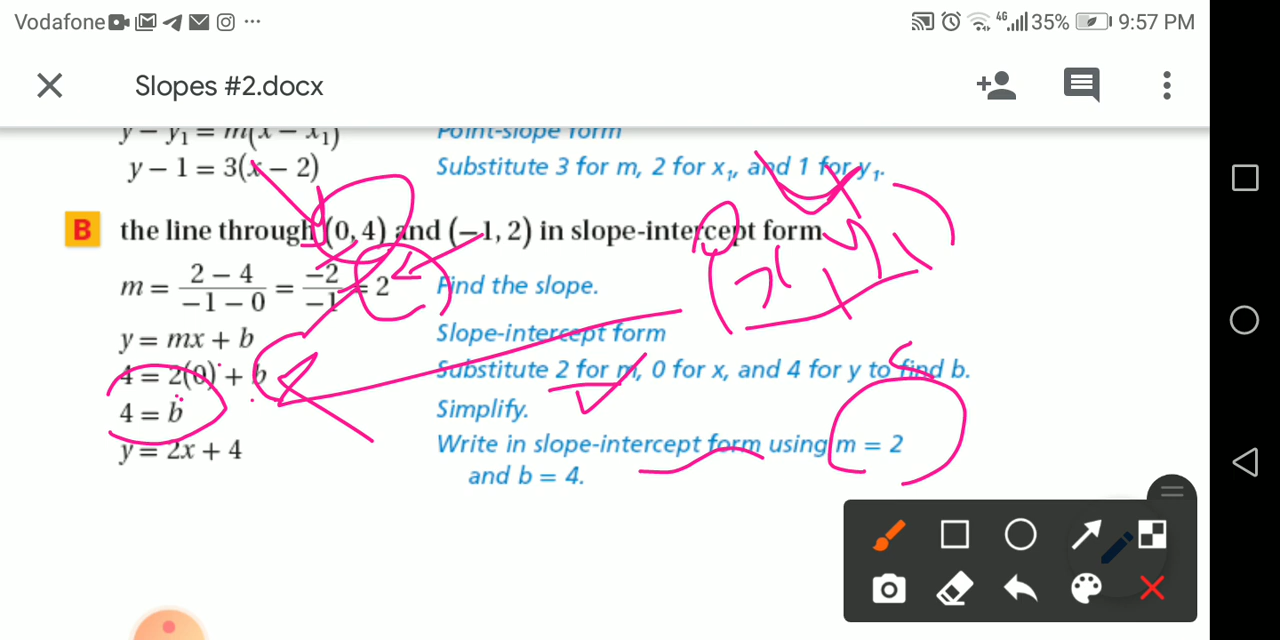 Vodafone ... 4G 35% 9:57 PM
Slopes #2.docx
y − y₁ = m(x − x₁) Point-slope form
y − 1 = 3(x − 2) Substitute 3 for m, 2 for x₁, and 1 for y₁.
B the line through (0, 4) and (−1, 2) in slope-intercept form
m = (2 − 4)/(−1 − 0) = −2/−1 = 2 Find the slope.
y = mx + b Slope-intercept form
4 = 2(0) + b Substitute 2 for m, 0 for x, and 4 for y to find b.
4 = b Simplify.
y = 2x + 4 Write in slope-intercept form using m = 2
and b = 4.